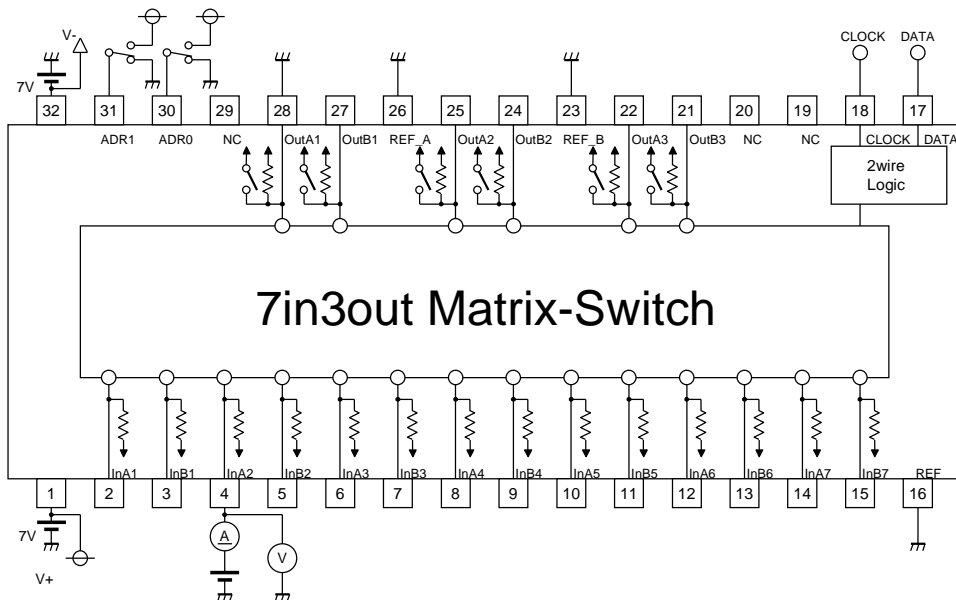 V-
CLOCK DATA
7V
32 31 30 29 28 27 26 25 24 23 22 21 20 19 18 17
ADR1 ADR0 NC OutA1 OutB1 REF_A OutA2 OutB2 REF_B OutA3 OutB3 NC NC CLOCK DATA
2wire
Logic
7in3out Matrix-Switch
InA1 InB1 InA2 InB2 InA3 InB3 InA4 InB4 InA5 InB5 InA6 InB6 InA7 InB7 REF
1 2 3 4 5 6 7 8 9 10 11 12 13 14 15 16
7V A V
V+